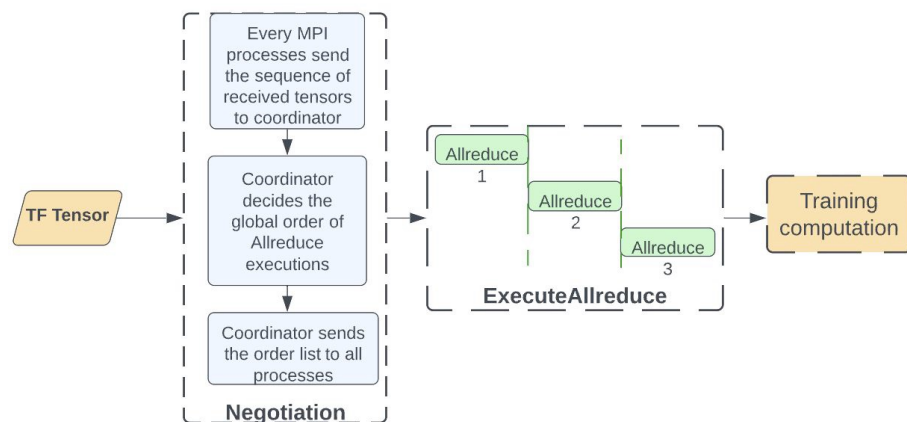 TF Tensor
Every MPI
processes send
the sequence of
received tensors
to coordinator
Coordinator
decides the
global order of
Allreduce
executions
Coordinator sends
the order list to all
processes
Negotiation
Allreduce
1
Allreduce
2
Allreduce
3
ExecuteAllreduce
Training
computation